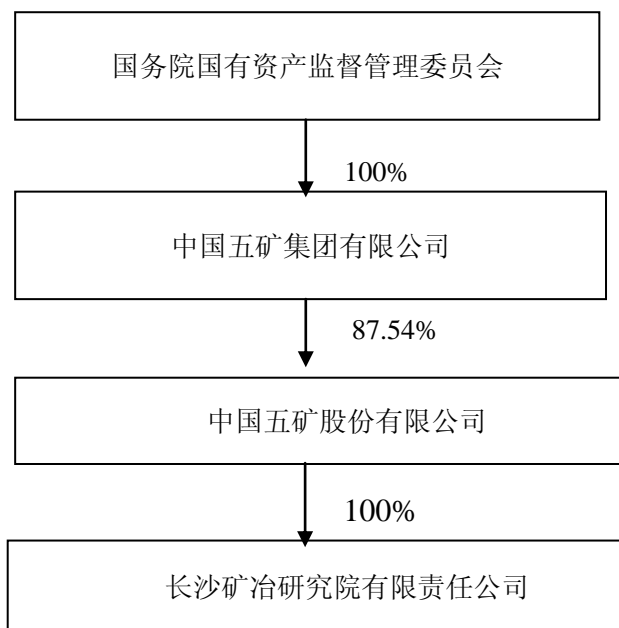 国务院国有资产监督管理委员会
100%
中国五矿集团有限公司
87.54%
中国五矿股份有限公司
100%
长沙矿冶研究院有限责任公司